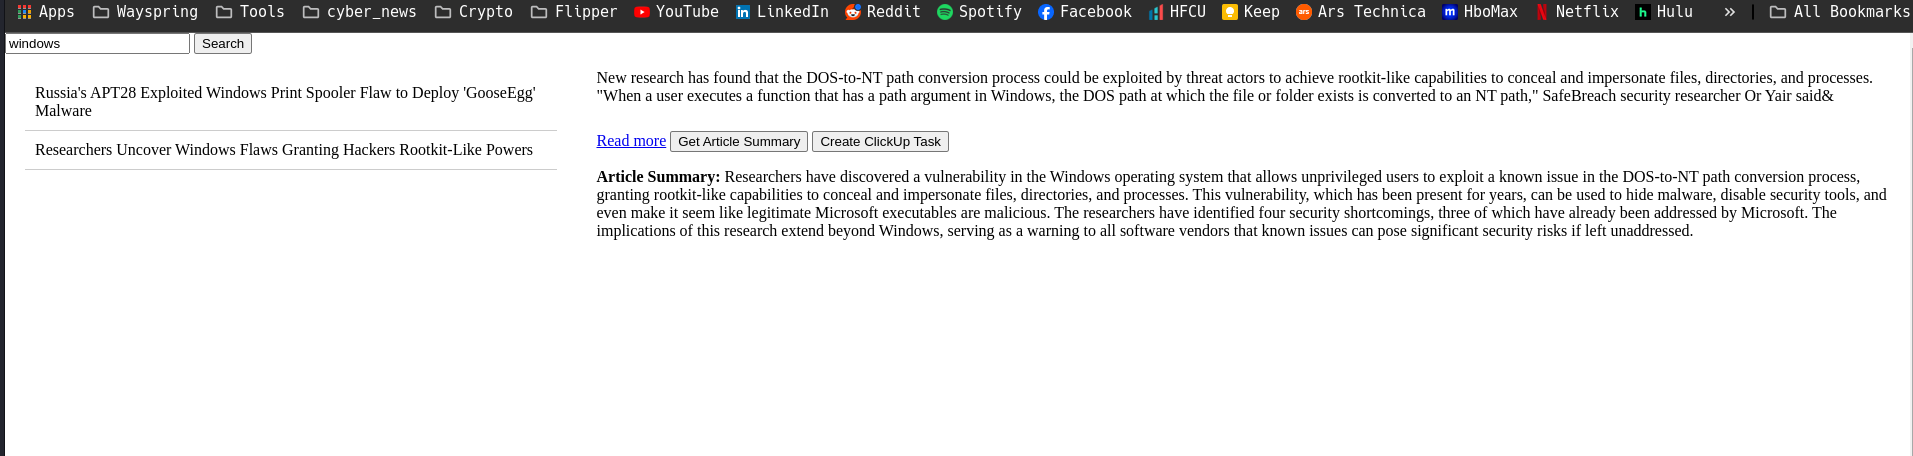 Apps Wayspring Tools cyber_news Crypto Flipper YouTube LinkedIn Reddit Spotify Facebook HFCU Keep Ars Technica HboMax Netflix Hulu » All Bookmarks
windows Search
Russia's APT28 Exploited Windows Print Spooler Flaw to Deploy 'GooseEgg'
Malware
Researchers Uncover Windows Flaws Granting Hackers Rootkit-Like Powers
New research has found that the DOS-to-NT path conversion process could be exploited by threat actors to achieve rootkit-like capabilities to conceal and impersonate files, directories, and processes.
"When a user executes a function that has a path argument in Windows, the DOS path at which the file or folder exists is converted to an NT path," SafeBreach security researcher Or Yair said&
Read more Get Article Summary Create ClickUp Task
Article Summary: Researchers have discovered a vulnerability in the Windows operating system that allows unprivileged users to exploit a known issue in the DOS-to-NT path conversion process,
granting rootkit-like capabilities to conceal and impersonate files, directories, and processes. This vulnerability, which has been present for years, can be used to hide malware, disable security tools, and
even make it seem like legitimate Microsoft executables are malicious. The researchers have identified four security shortcomings, three of which have already been addressed by Microsoft. The
implications of this research extend beyond Windows, serving as a warning to all software vendors that known issues can pose significant security risks if left unaddressed.